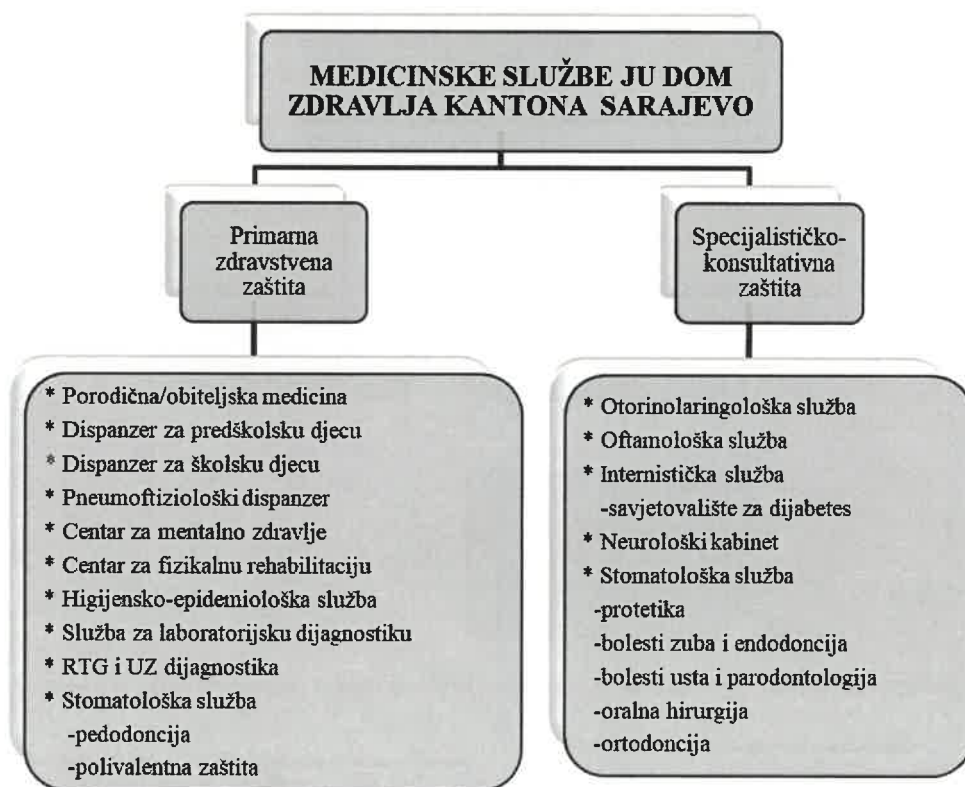 MEDICINSKE SLUŽBE JU DOM
ZDRAVLJA KANTONA SARAJEVO
Primarna
zdravstvena
zaštita
Specijalističko-
konsultativna
zaštita
* Porodična/obiteljska medicina
* Dispanzer za predškolsku djecu
* Dispanzer za školsku djecu
* Pneumoftiziološki dispanzer
* Centar za mentalno zdravlje
* Centar za fizikalnu rehabilitaciju
* Higijensko-epidemiološka služba
* Služba za laboratorijsku dijagnostiku
* RTG i UZ dijagnostika
* Stomatološka služba
-pedodoncija
-polivalentna zaštita
* Otorinolaringološka služba
* Oftamološka služba
* Internistička služba
-savjetovalište za dijabetes
* Neurološki kabinet
* Stomatološka služba
-protetika
-bolesti zuba i endodoncija
-bolesti usta i parodontologija
-oralna hirurgija
-ortodoncija